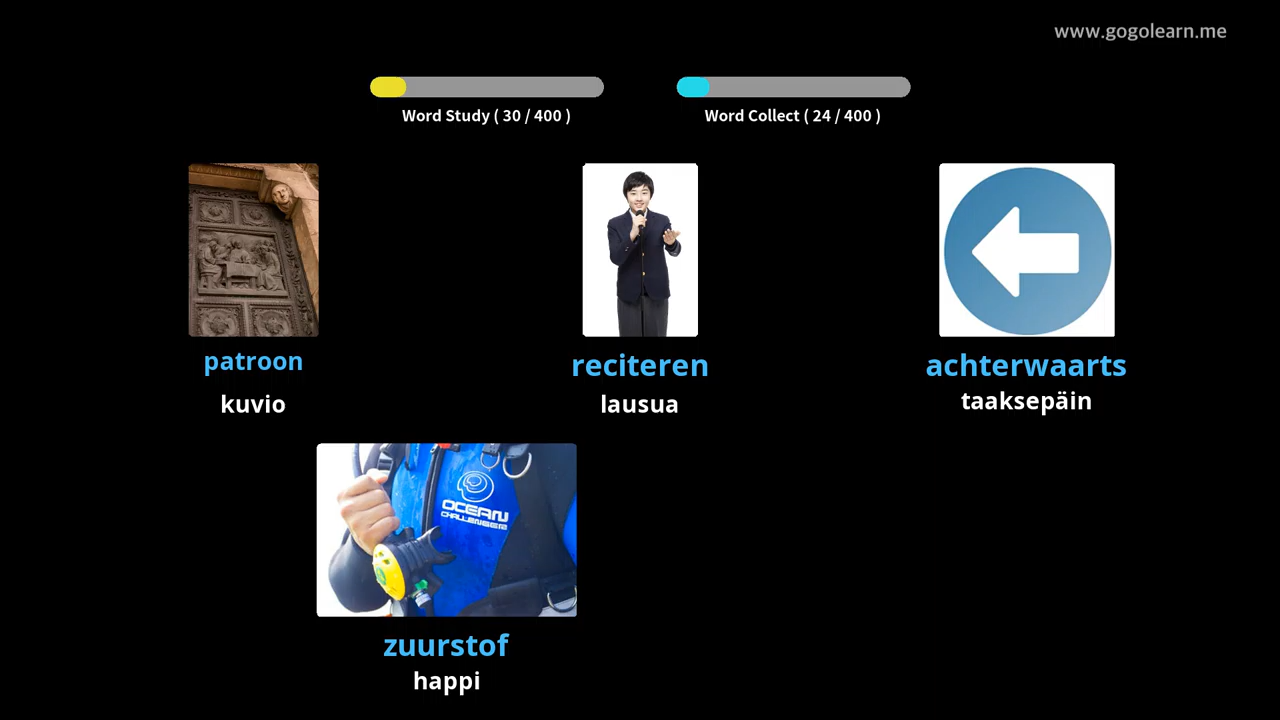 www.gogolearn.me
Word Study ( 30 / 400 )
Word Collect ( 24 / 400 )
patroon
kuvio
reciteren
lausua
achterwaarts
taaksepäin
OCEAN
CHALLENGER
zuurstof
happi